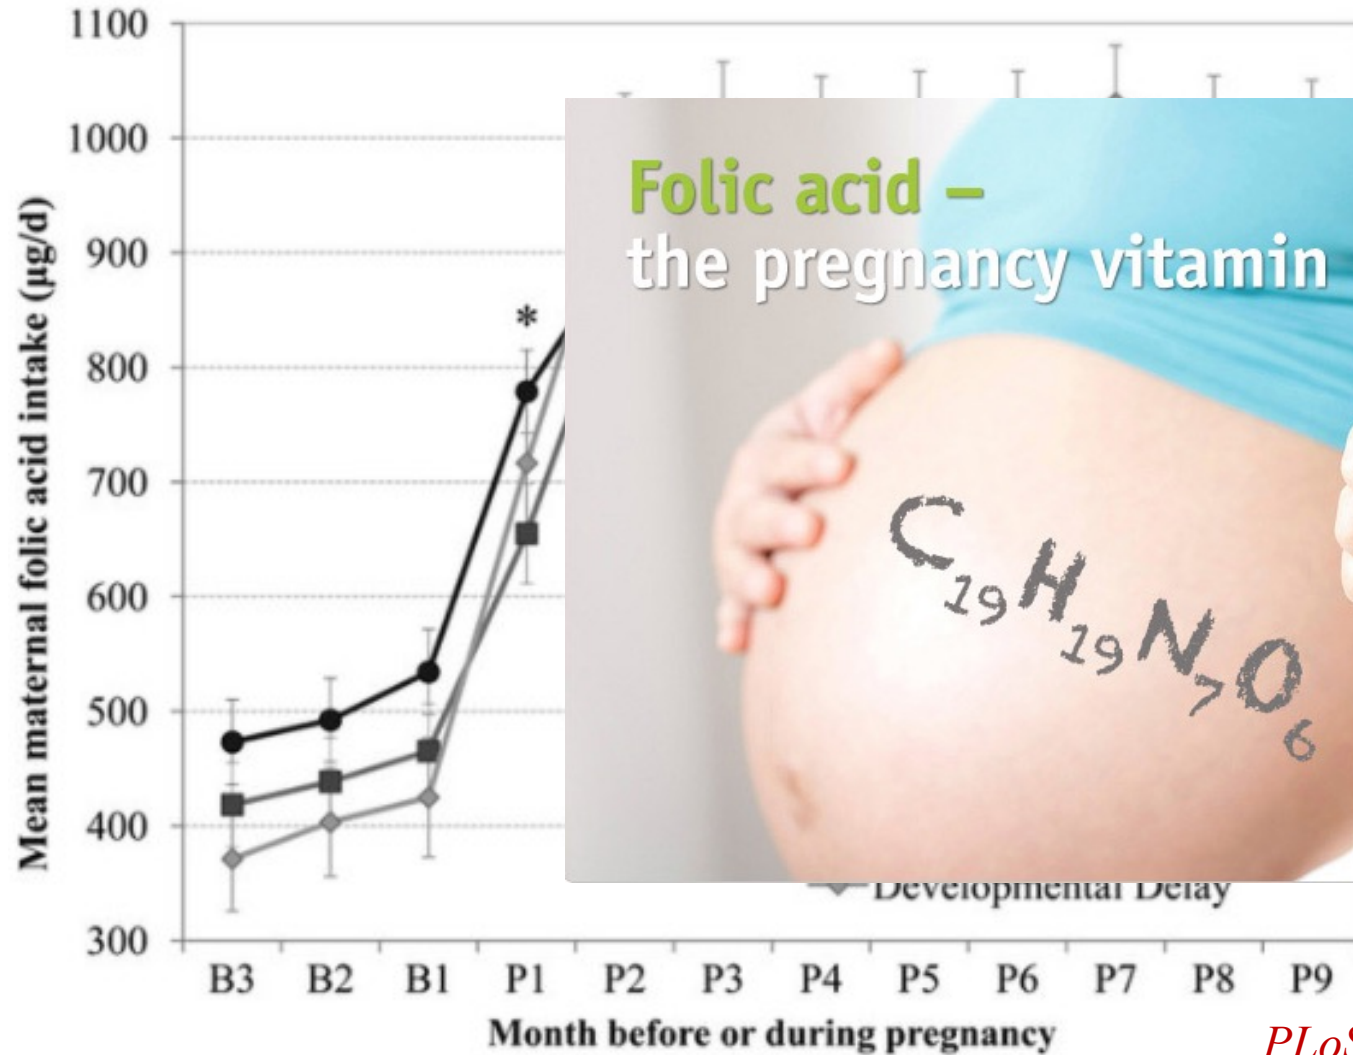 Mean maternal folic acid intake (µg/d)
1100
1000
900
800
700
600
500
400
300
*
Folic acid –
the pregnancy vitamin
C19H19N7O6
Developmental Delay
B3 B2 B1 P1 P2 P3 P4 P5 P6 P7 P8 P9
Month before or during pregnancy
PLoS